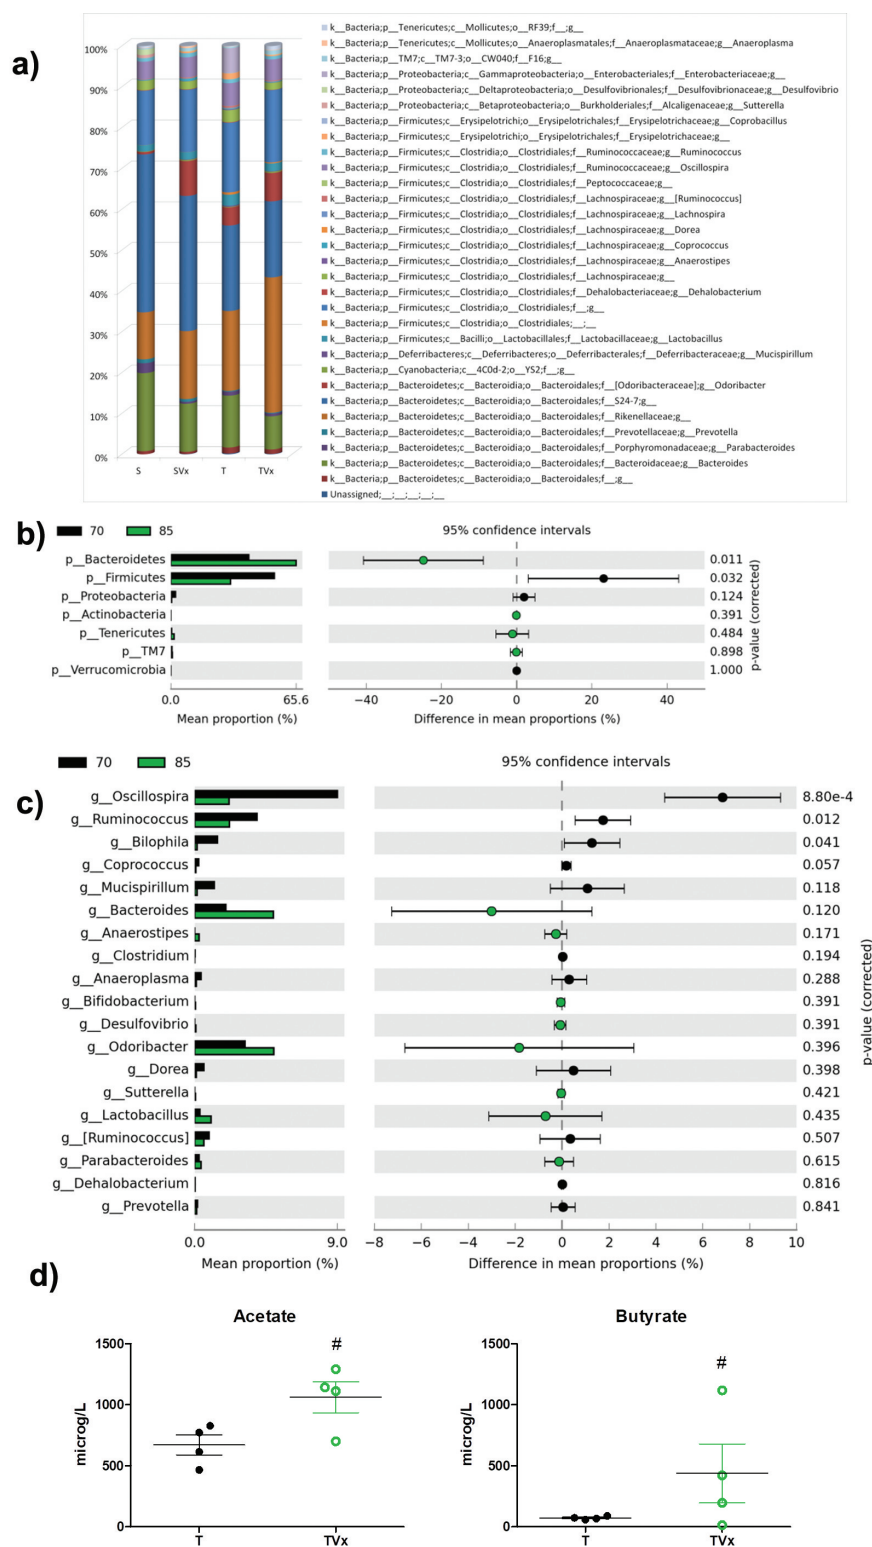 a)
100%
90%
80%
70%
60%
50%
40%
30%
20%
10%
0%
S SVx T TVx
k__Bacteria;p__Tenericutes;c__Mollicutes;o__RF39;f__;g__
k__Bacteria;p__Tenericutes;c__Mollicutes;o__Anaeroplasmatales;f__Anaeroplasmataceae;g__Anaeroplasma
k__Bacteria;p__TM7;c__TM7-3;o__CW040;f__F16;g__
k__Bacteria;p__Proteobacteria;c__Gammaproteobacteria;o__Enterobacteriales;f__Enterobacteriaceae;g__
k__Bacteria;p__Proteobacteria;c__Deltaproteobacteria;o__Desulfovibrionales;f__Desulfovibrionaceae;g__Desulfovibrio
k__Bacteria;p__Proteobacteria;c__Betaproteobacteria;o__Burkholderiales;f__Alcaligenaceae;g__Sutterella
k__Bacteria;p__Firmicutes;c__Erysipelotrichi;o__Erysipelotrichales;f__Erysipelotrichaceae;g__Coprobacillus
k__Bacteria;p__Firmicutes;c__Erysipelotrichi;o__Erysipelotrichales;f__Erysipelotrichaceae;g__
k__Bacteria;p__Firmicutes;c__Clostridia;o__Clostridiales;f__Ruminococcaceae;g__Ruminococcus
k__Bacteria;p__Firmicutes;c__Clostridia;o__Clostridiales;f__Ruminococcaceae;g__Oscillospira
k__Bacteria;p__Firmicutes;c__Clostridia;o__Clostridiales;f__Peptococcaceae;g__
k__Bacteria;p__Firmicutes;c__Clostridia;o__Clostridiales;f__Lachnospiraceae;g__[Ruminococcus]
k__Bacteria;p__Firmicutes;c__Clostridia;o__Clostridiales;f__Lachnospiraceae;g__Lachnospira
k__Bacteria;p__Firmicutes;c__Clostridia;o__Clostridiales;f__Lachnospiraceae;g__Dorea
k__Bacteria;p__Firmicutes;c__Clostridia;o__Clostridiales;f__Lachnospiraceae;g__Coprococcus
k__Bacteria;p__Firmicutes;c__Clostridia;o__Clostridiales;f__Lachnospiraceae;g__Anaerostipes
k__Bacteria;p__Firmicutes;c__Clostridia;o__Clostridiales;f__Lachnospiraceae;g__
k__Bacteria;p__Firmicutes;c__Clostridia;o__Clostridiales;f__Dehalobacteriaceae;g__Dehalobacterium
k__Bacteria;p__Firmicutes;c__Clostridia;o__Clostridiales;f__;g__
k__Bacteria;p__Firmicutes;c__Clostridia;o__Clostridiales;__;__
k__Bacteria;p__Firmicutes;c__Bacilli;o__Lactobacillales;f__Lactobacillaceae;g__Lactobacillus
k__Bacteria;p__Deferribacteres;c__Deferribacteres;o__Deferribacterales;f__Deferribacteraceae;g__Mucispirillum
k__Bacteria;p__Cyanobacteria;c__4C0d-2;o__YS2;f__;g__
k__Bacteria;p__Bacteroidetes;c__Bacteroidia;o__Bacteroidales;f__[Odoribacteraceae];g__Odoribacter
k__Bacteria;p__Bacteroidetes;c__Bacteroidia;o__Bacteroidales;f__S24-7;g__
k__Bacteria;p__Bacteroidetes;c__Bacteroidia;o__Bacteroidales;f__Rikenellaceae;g__
k__Bacteria;p__Bacteroidetes;c__Bacteroidia;o__Bacteroidales;f__Prevotellaceae;g__Prevotella
k__Bacteria;p__Bacteroidetes;c__Bacteroidia;o__Bacteroidales;f__Porphyromonadaceae;g__Parabacteroides
k__Bacteria;p__Bacteroidetes;c__Bacteroidia;o__Bacteroidales;f__Bacteroidaceae;g__Bacteroides
k__Bacteria;p__Bacteroidetes;c__Bacteroidia;o__Bacteroidales;f__;g__
Unassigned;__;__;__;__;__
b)
70 85
95% confidence intervals
p__Bacteroidetes 0.011
p__Firmicutes 0.032
p__Proteobacteria 0.124
p__Actinobacteria 0.391
p__Tenericutes 0.484
p__TM7 0.898
p__Verrucomicrobia 1.000
p-value (corrected)
0.0 65.6 −40 −20 0 20 40
Mean proportion (%) Difference in mean proportions (%)
c)
70 85
95% confidence intervals
g__Oscillospira 8.80e-4
g__Ruminococcus 0.012
g__Bilophila 0.041
g__Coprococcus 0.057
g__Mucispirillum 0.118
g__Bacteroides 0.120
g__Anaerostipes 0.171
g__Clostridium 0.194
g__Anaeroplasma 0.288
g__Bifidobacterium 0.391
g__Desulfovibrio 0.391
g__Odoribacter 0.396
g__Dorea 0.398
g__Sutterella 0.421
g__Lactobacillus 0.435
g__[Ruminococcus] 0.507
g__Parabacteroides 0.615
g__Dehalobacterium 0.816
g__Prevotella 0.841
p-value (corrected)
0.0 9.0 −8 −6 −4 −2 0 2 4 6 8 10
Mean proportion (%) Difference in mean proportions (%)
d)
Acetate
microg/L
1500
1000
500
0
#
T TVx
Butyrate
microg/L
1500
1000
500
0
#
T TVx